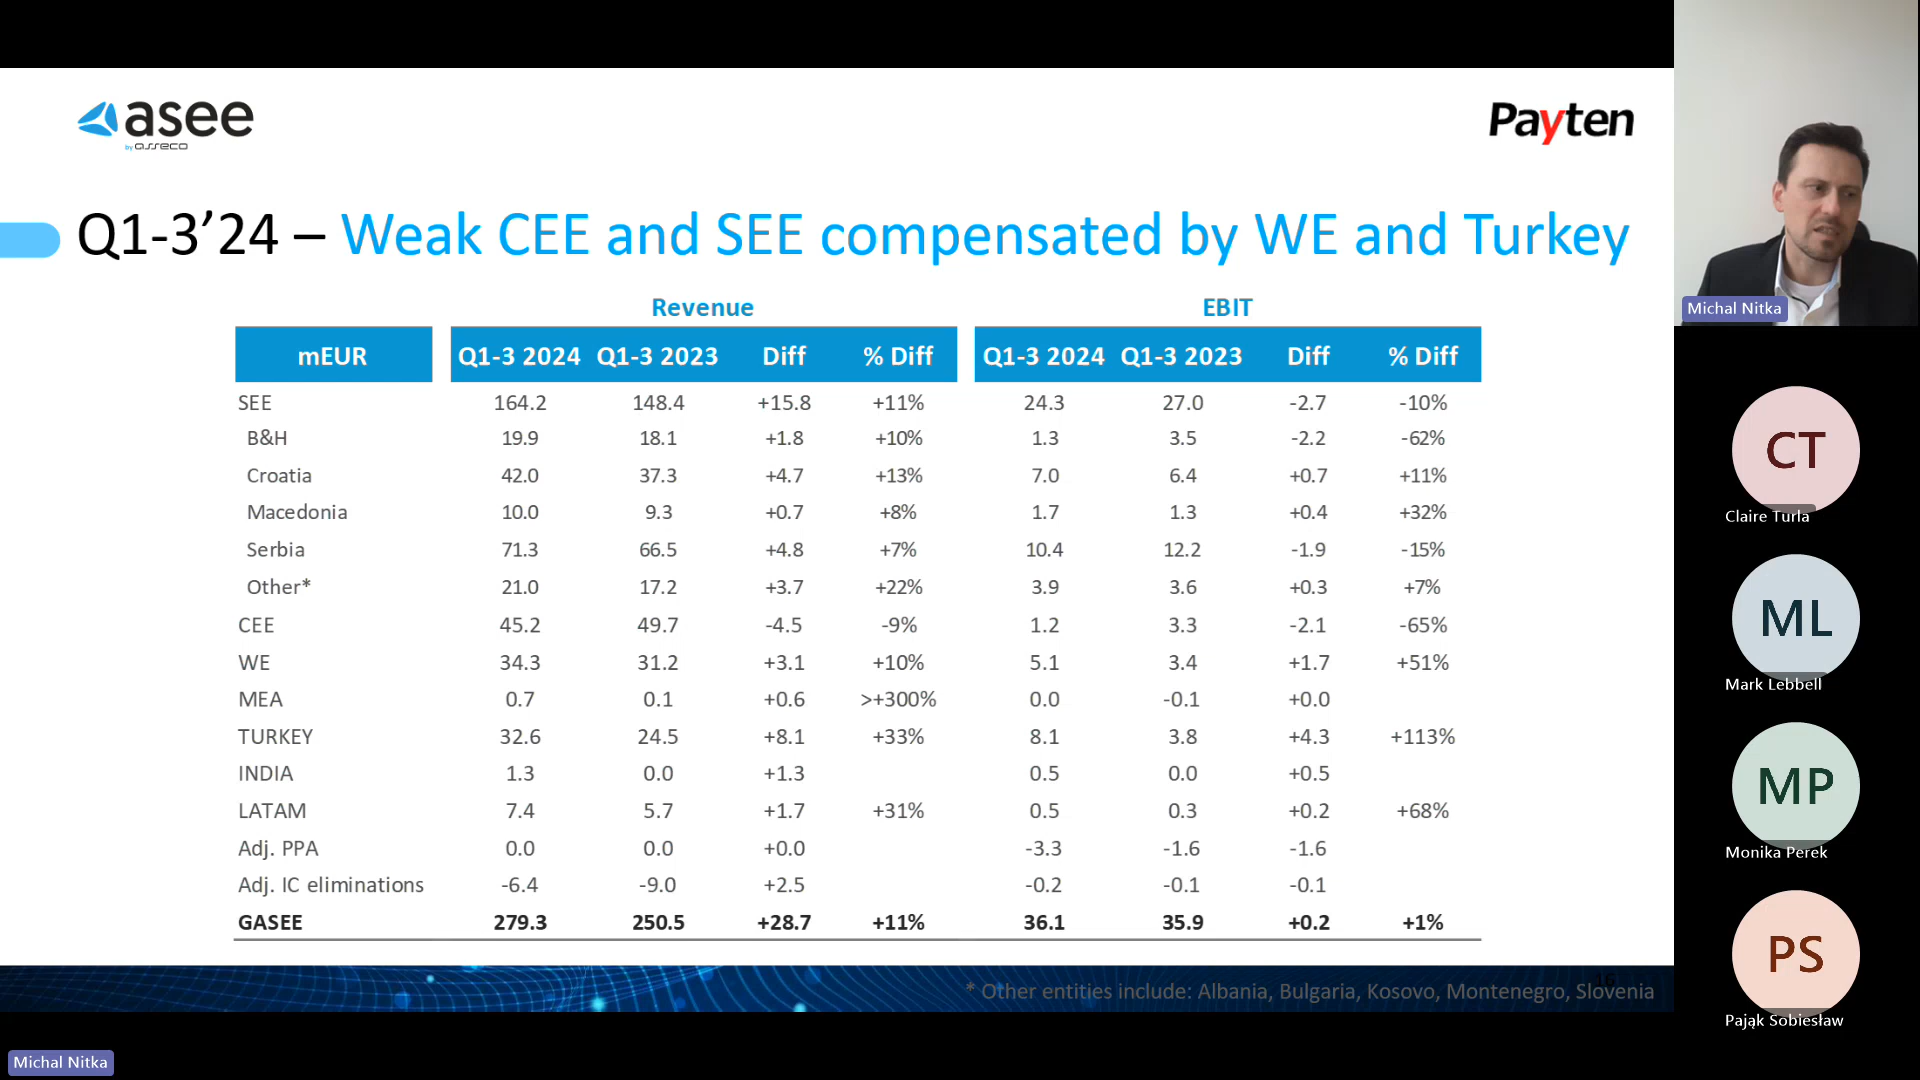 asee
by asseco
Payten
Q1-3’24 – Weak CEE and SEE compensated by WE and Turkey
Revenue EBIT
mEUR Q1-3 2024 Q1-3 2023 Diff % Diff Q1-3 2024 Q1-3 2023 Diff % Diff
SEE 164.2 148.4 +15.8 +11% 24.3 27.0 -2.7 -10%
B&H 19.9 18.1 +1.8 +10% 1.3 3.5 -2.2 -62%
Croatia 42.0 37.3 +4.7 +13% 7.0 6.4 +0.7 +11%
Macedonia 10.0 9.3 +0.7 +8% 1.7 1.3 +0.4 +32%
Serbia 71.3 66.5 +4.8 +7% 10.4 12.2 -1.9 -15%
Other* 21.0 17.2 +3.7 +22% 3.9 3.6 +0.3 +7%
CEE 45.2 49.7 -4.5 -9% 1.2 3.3 -2.1 -65%
WE 34.3 31.2 +3.1 +10% 5.1 3.4 +1.7 +51%
MEA 0.7 0.1 +0.6 >+300% 0.0 -0.1 +0.0
TURKEY 32.6 24.5 +8.1 +33% 8.1 3.8 +4.3 +113%
INDIA 1.3 0.0 +1.3 0.5 0.0 +0.5
LATAM 7.4 5.7 +1.7 +31% 0.5 0.3 +0.2 +68%
Adj. PPA 0.0 0.0 +0.0 -3.3 -1.6 -1.6
Adj. IC eliminations -6.4 -9.0 +2.5 -0.2 -0.1 -0.1
GASEE 279.3 250.5 +28.7 +11% 36.1 35.9 +0.2 +1%
* Other entities include: Albania, Bulgaria, Kosovo, Montenegro, Slovenia
Michal Nitka
Michal Nitka
CT
Claire Turla
ML
Mark Lebbell
MP
Monika Perek
PS
Pająk Sobiesław